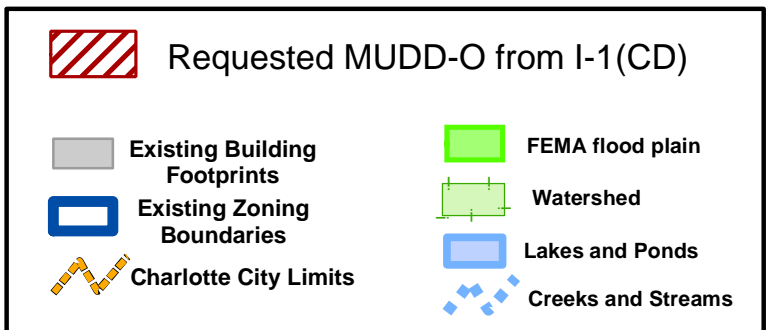 Requested MUDD-O from I-1(CD)
Existing Building
Footprints
Existing Zoning
Boundaries
Charlotte City Limits
FEMA flood plain
Watershed
Lakes and Ponds
Creeks and Streams